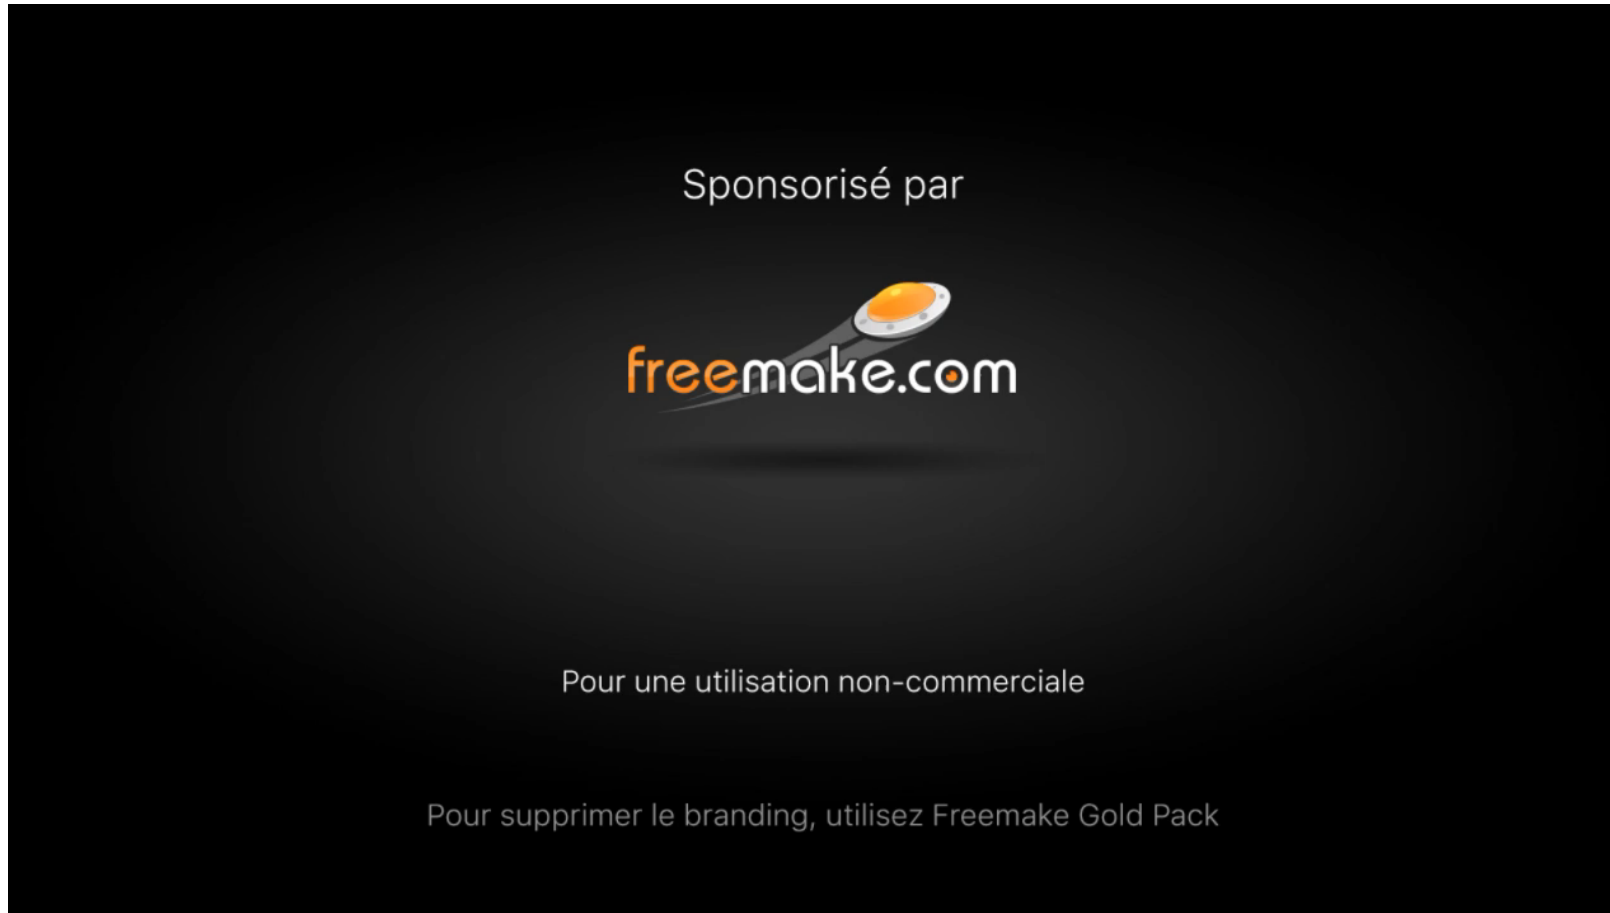 Sponsorisé par
freemake.com
Pour une utilisation non-commerciale
Pour supprimer le branding, utilisez Freemake Gold Pack